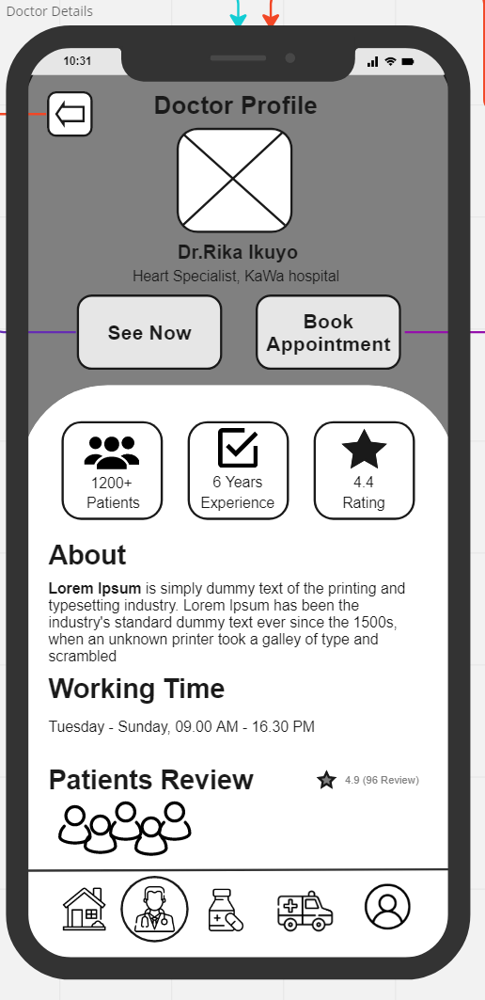 Doctor Details
10:31
Doctor Profile
Dr.Rika Ikuyo
Heart Specialist, KaWa hospital
See Now
Book
Appointment
1200+
Patients
6 Years
Experience
4.4
Rating
About
Lorem Ipsum is simply dummy text of the printing and
typesetting industry. Lorem Ipsum has been the
industry's standard dummy text ever since the 1500s,
when an unknown printer took a galley of type and
scrambled
Working Time
Tuesday - Sunday, 09.00 AM - 16.30 PM
Patients Review
4.9 (96 Review)